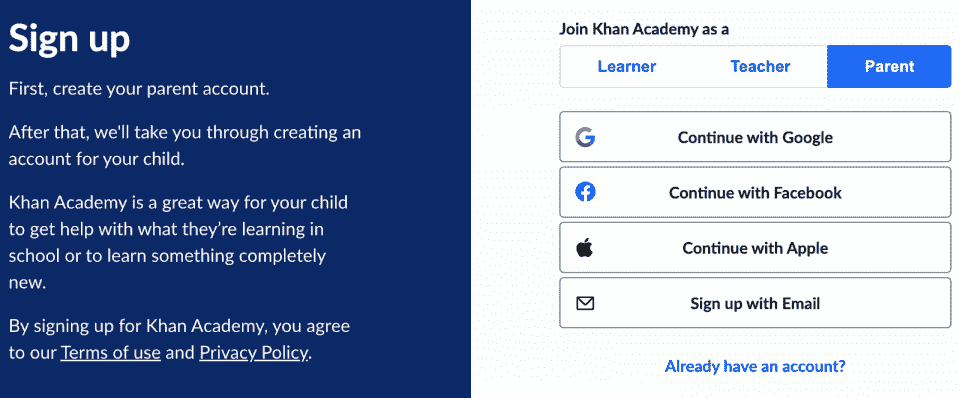 Sign up
First, create your parent account.
After that, we'll take you through creating an
account for your child.
Khan Academy is a great way for your child
to get help with what they’re learning in
school or to learn something completely
new.
By signing up for Khan Academy, you agree
to our Terms of use and Privacy Policy.
Join Khan Academy as a
Learner Teacher Parent
Continue with Google
Continue with Facebook
Continue with Apple
Sign up with Email
Already have an account?